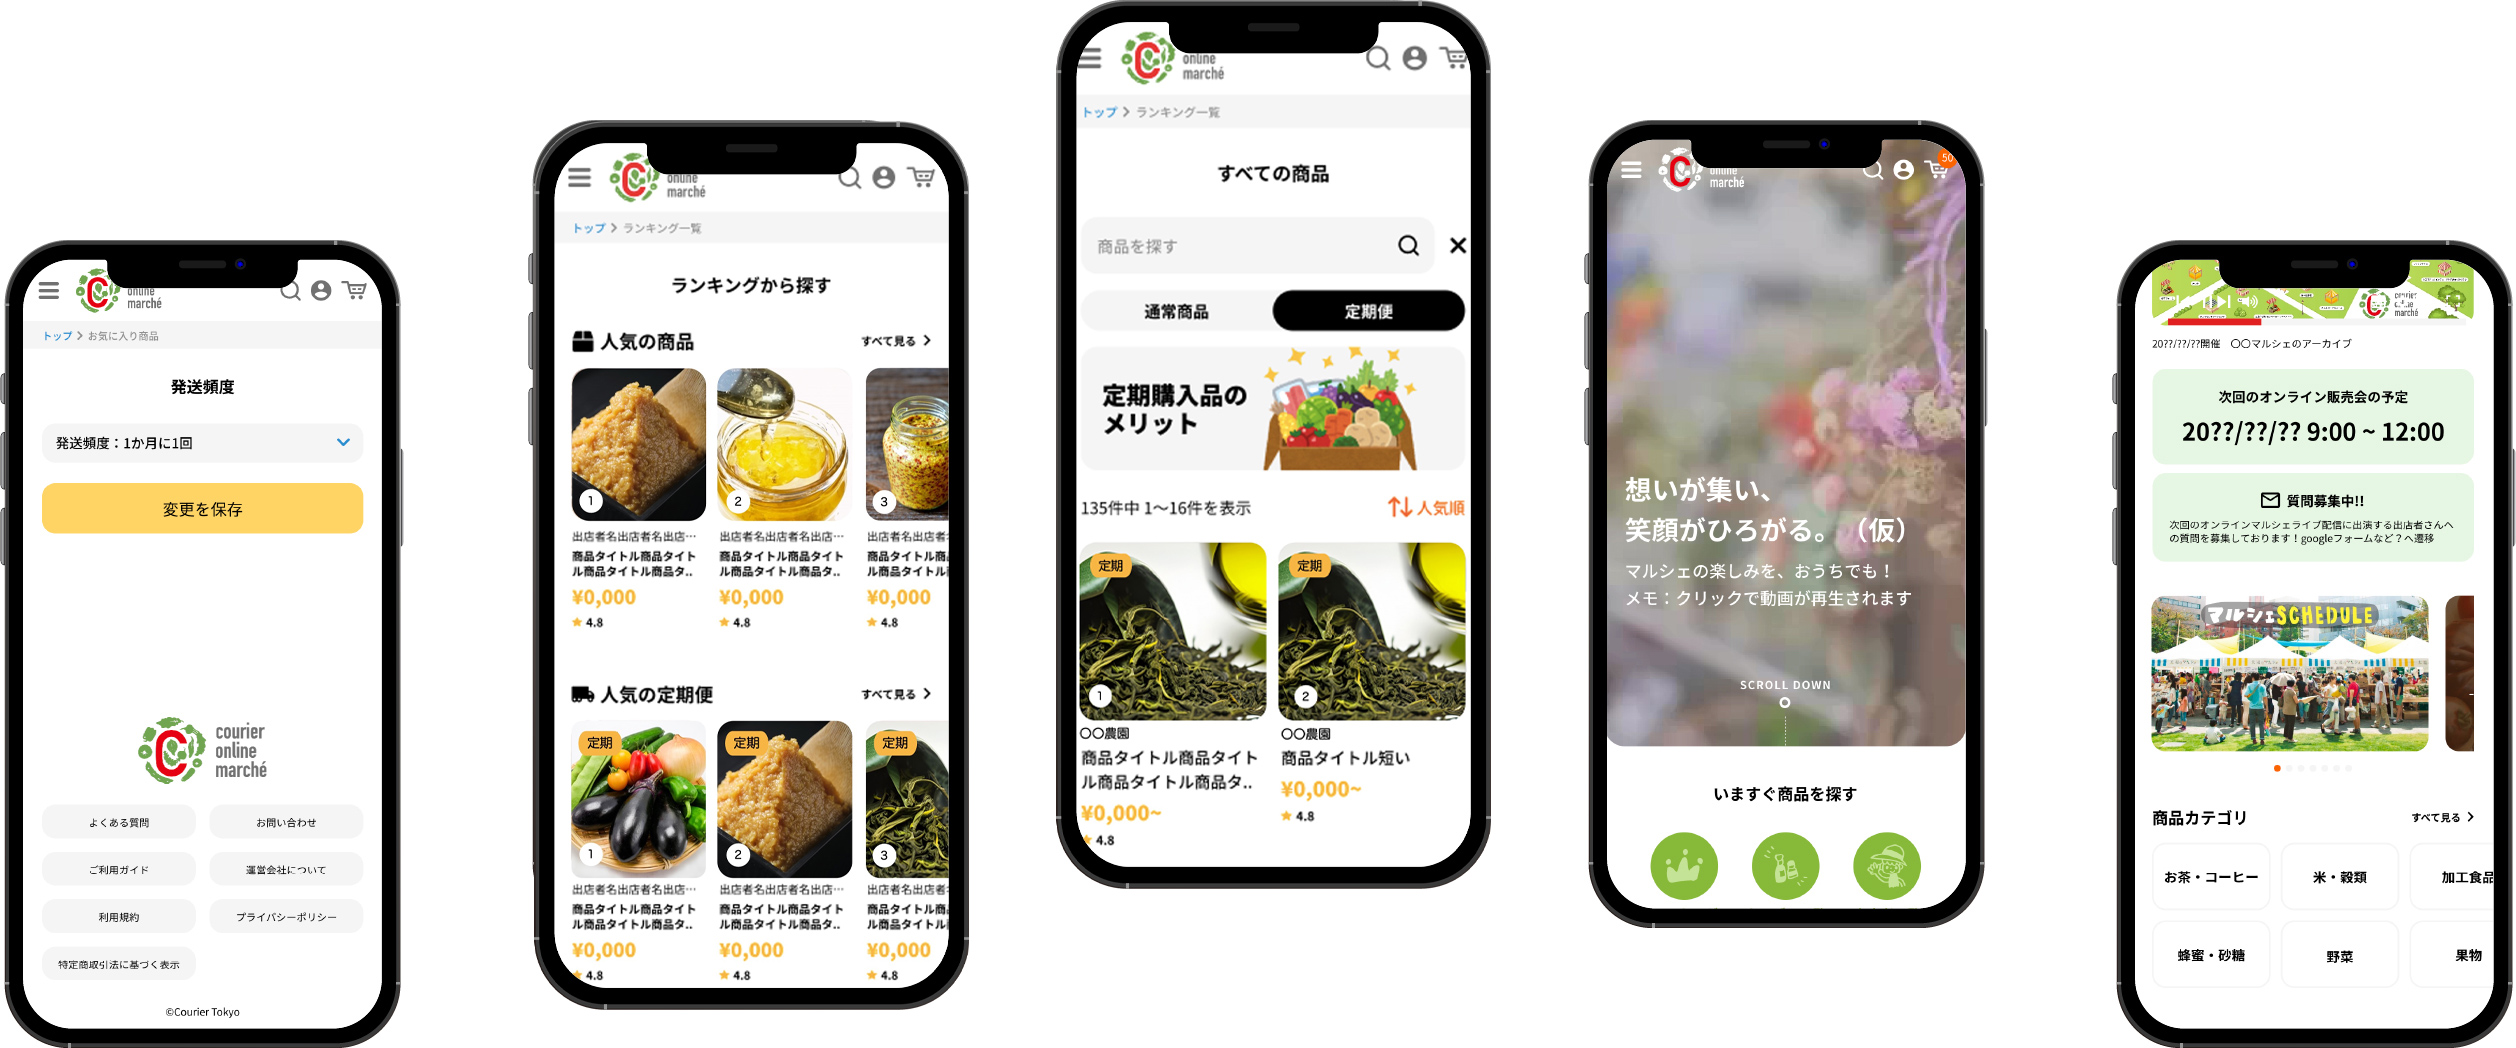 C
online
marché
トップ > お気に入り商品
発送頻度
発送頻度：1か月に1回
変更を保存
C
courier
online
marché
よくある質問
お問い合わせ
ご利用ガイド
運営会社について
利用規約
プライバシーポリシー
特定商取引法に基づく表示
©Courier Tokyo
C
online
marché
トップ > ランキング一覧
ランキングから探す
人気の商品
すべて見る
1
2
3
出店者名出店者名出店…
出店者名出店者名出店…
出店者名出店
商品タイトル商品タイト
ル商品タイトル商品タ..
商品タイトル商品タイト
ル商品タイトル商品タ..
商品タイトル商
ル商品タイトル
¥0,000
¥0,000
¥0,000
4.8
4.8
4.8
人気の定期便
すべて見る
定期
定期
定期
1
2
3
出店者名出店者名出店…
出店者名出店者名出店…
出店者名出店
商品タイトル商品タイト
ル商品タイトル商品タ..
商品タイトル商品タイト
ル商品タイトル商品タ..
商品タイトル商
ル商品タイトル
¥0,000
¥0,000
¥0,000
4.8
4.8
4.8
C
online
marché
トップ > ランキング一覧
すべての商品
商品を探す
通常商品
定期便
定期購入品の
メリット
135件中 1〜16件を表示
人気順
定期
定期
1
2
〇〇農園
商品タイトル商品タイト
ル商品タイトル商品タ..
¥0,000~
4.8
〇〇農園
商品タイトル短い
¥0,000~
4.8
C
online
marché
50
想いが集い、
笑顔がひろがる。（仮）
マルシェの楽しみを、おうちでも！
メモ：クリックで動画が再生されます
SCROLL DOWN
いますぐ商品を探す
courier
online
marché
20??/??/??開催　〇〇マルシェのアーカイブ
次回のオンライン販売会の予定
20??/??/?? 9:00 ~ 12:00
質問募集中!!
次回のオンラインマルシェライブ配信に出演する出店者さんへ
の質問を募集しております！googleフォームなど？へ遷移
マルシェSCHEDULE
商品カテゴリ
すべて見る
お茶・コーヒー
米・穀類
加工食品
蜂蜜・砂糖
野菜
果物